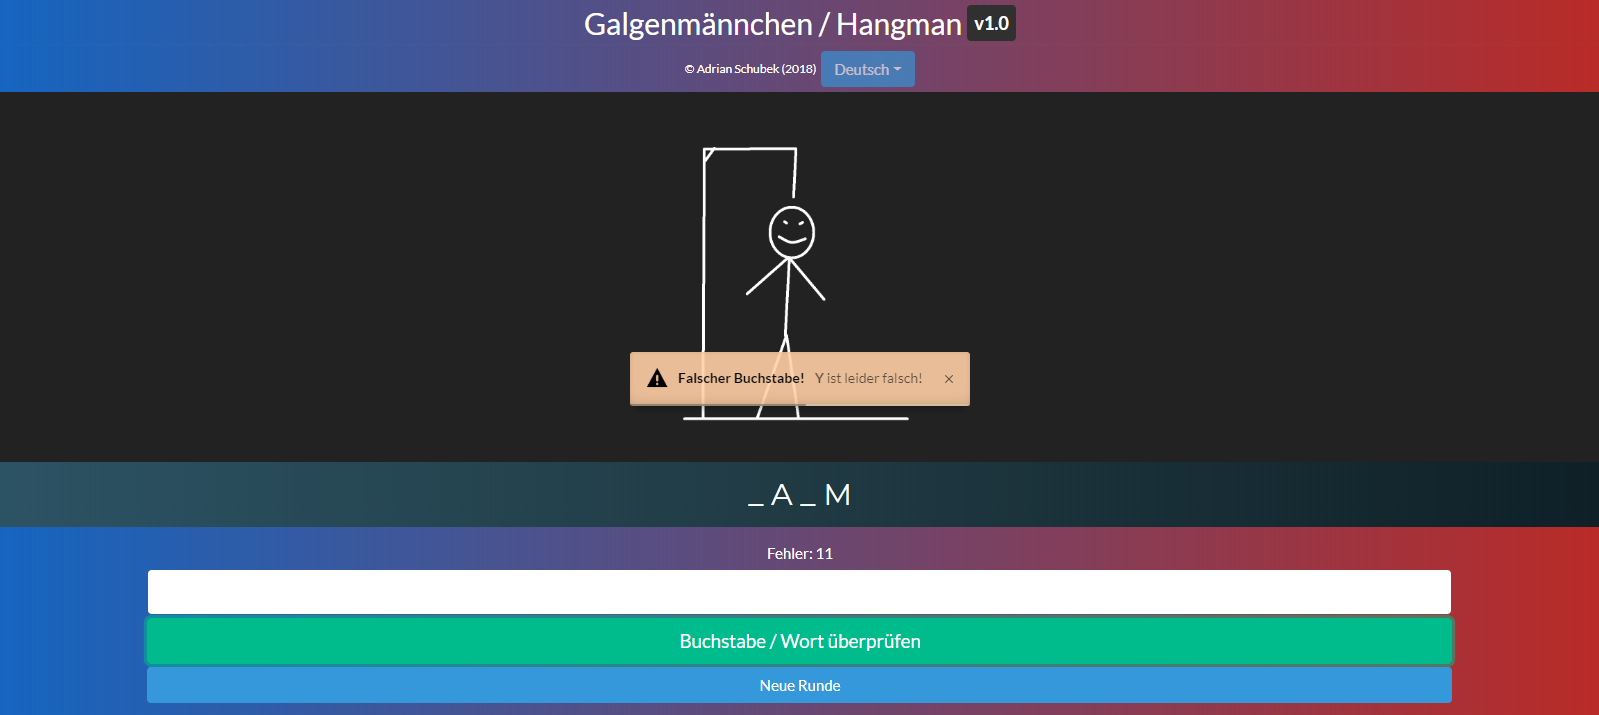 Galgenmännchen / Hangman v1.0
© Adrian Schubek (2018) Deutsch
Falscher Buchstabe! Y ist leider falsch! ×
_ A _ M
Fehler: 11
Buchstabe / Wort überprüfen
Neue Runde